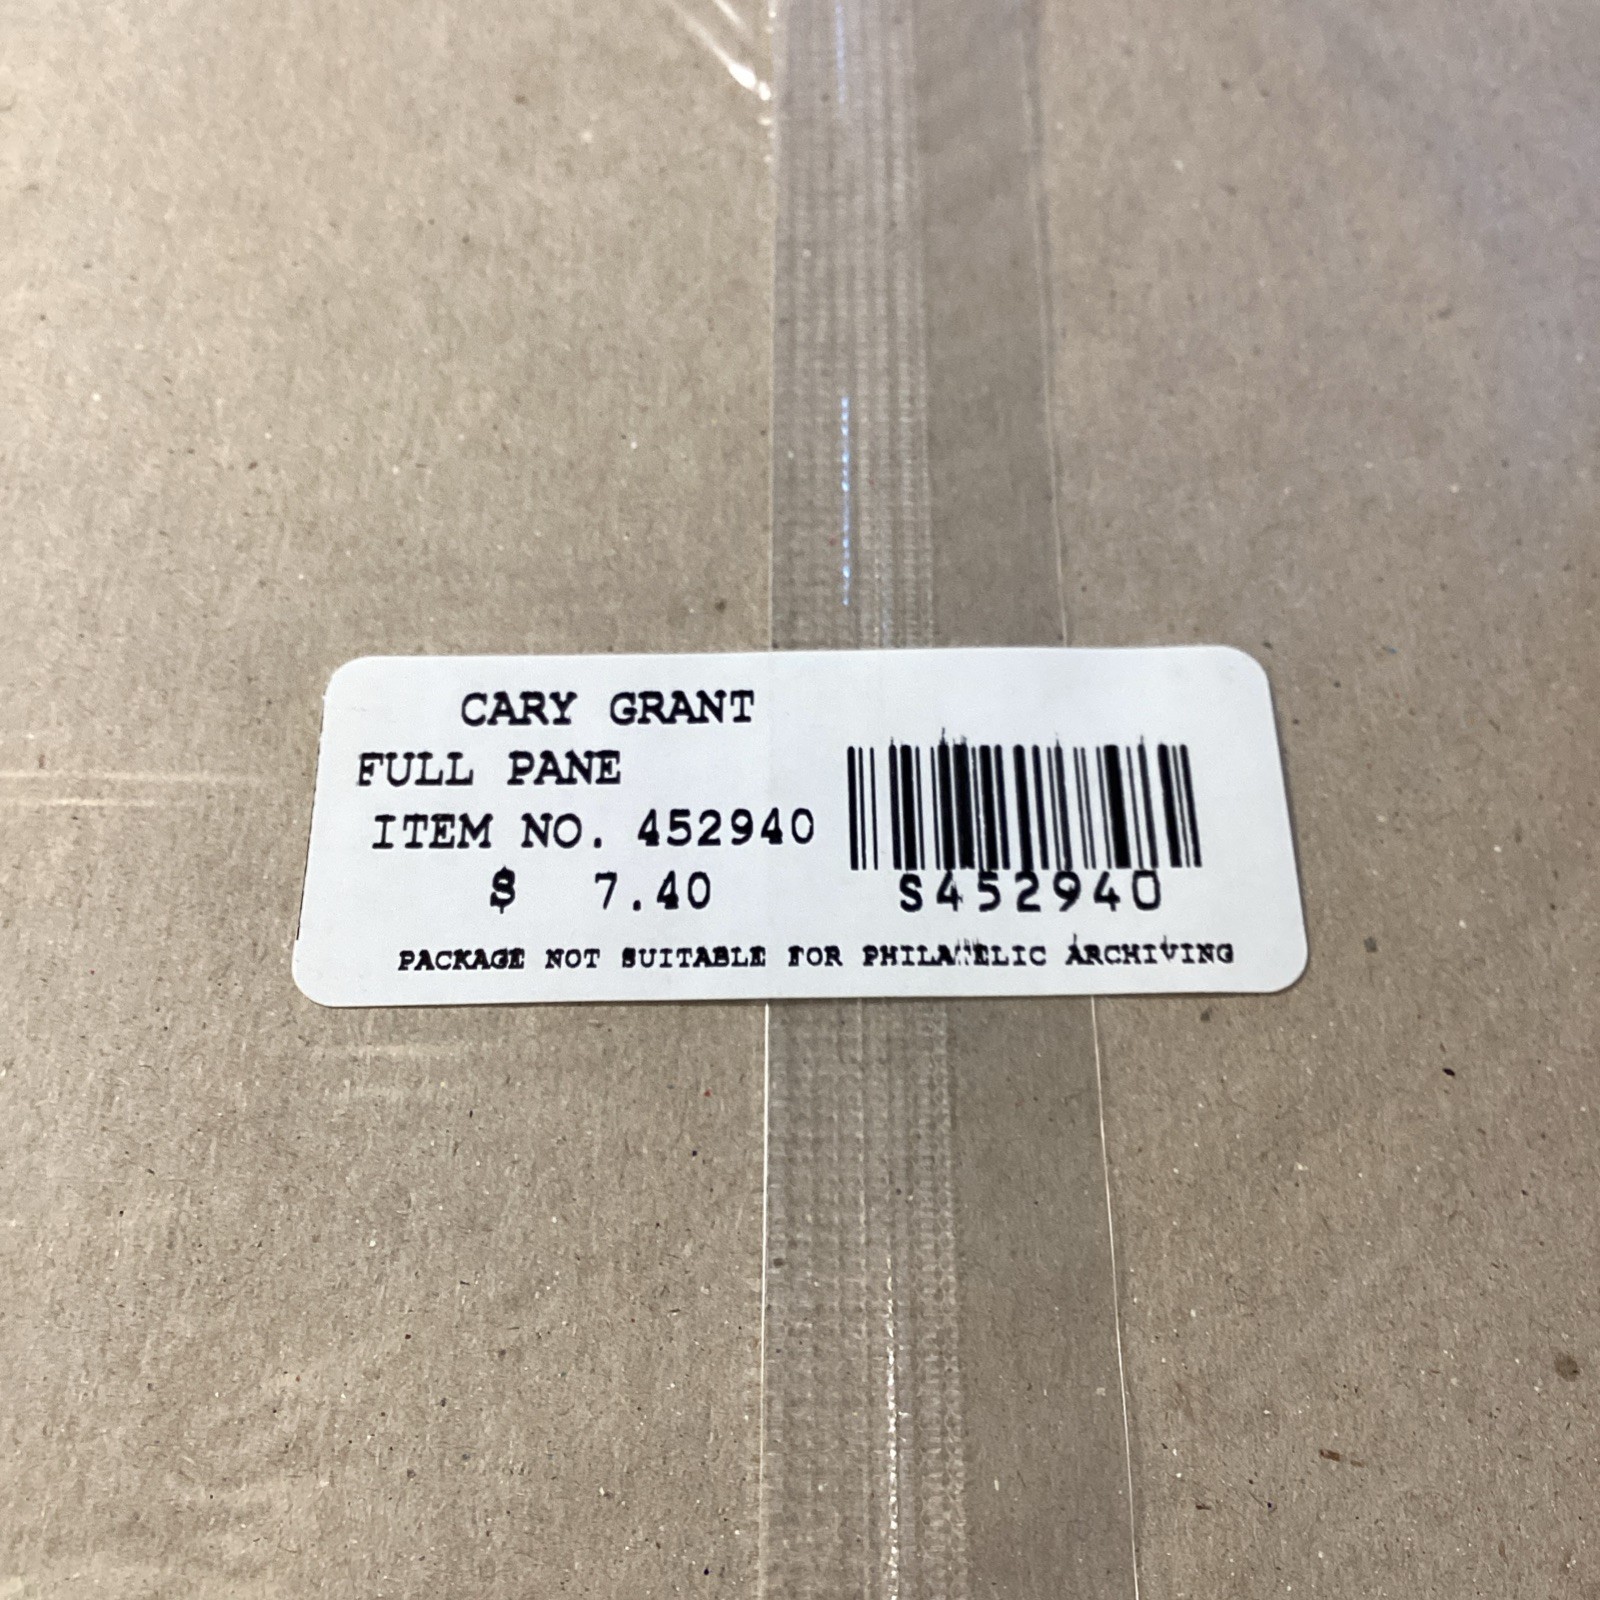 CARY GRANT
FULL PANE
ITEM NO. 452940
$ 7.40
S452940
PACKAGE NOT SUITABLE FOR PHILATELIC ARCHIVING